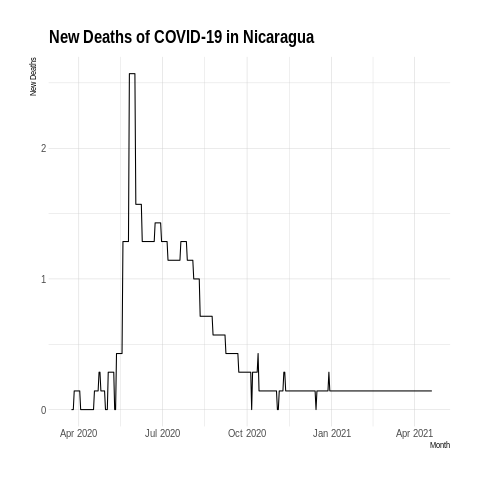 New Deaths of COVID-19 in Nicaragua
New Deaths
2
1
0
Apr 2020 Jul 2020 Oct 2020 Jan 2021 Apr 2021
Month